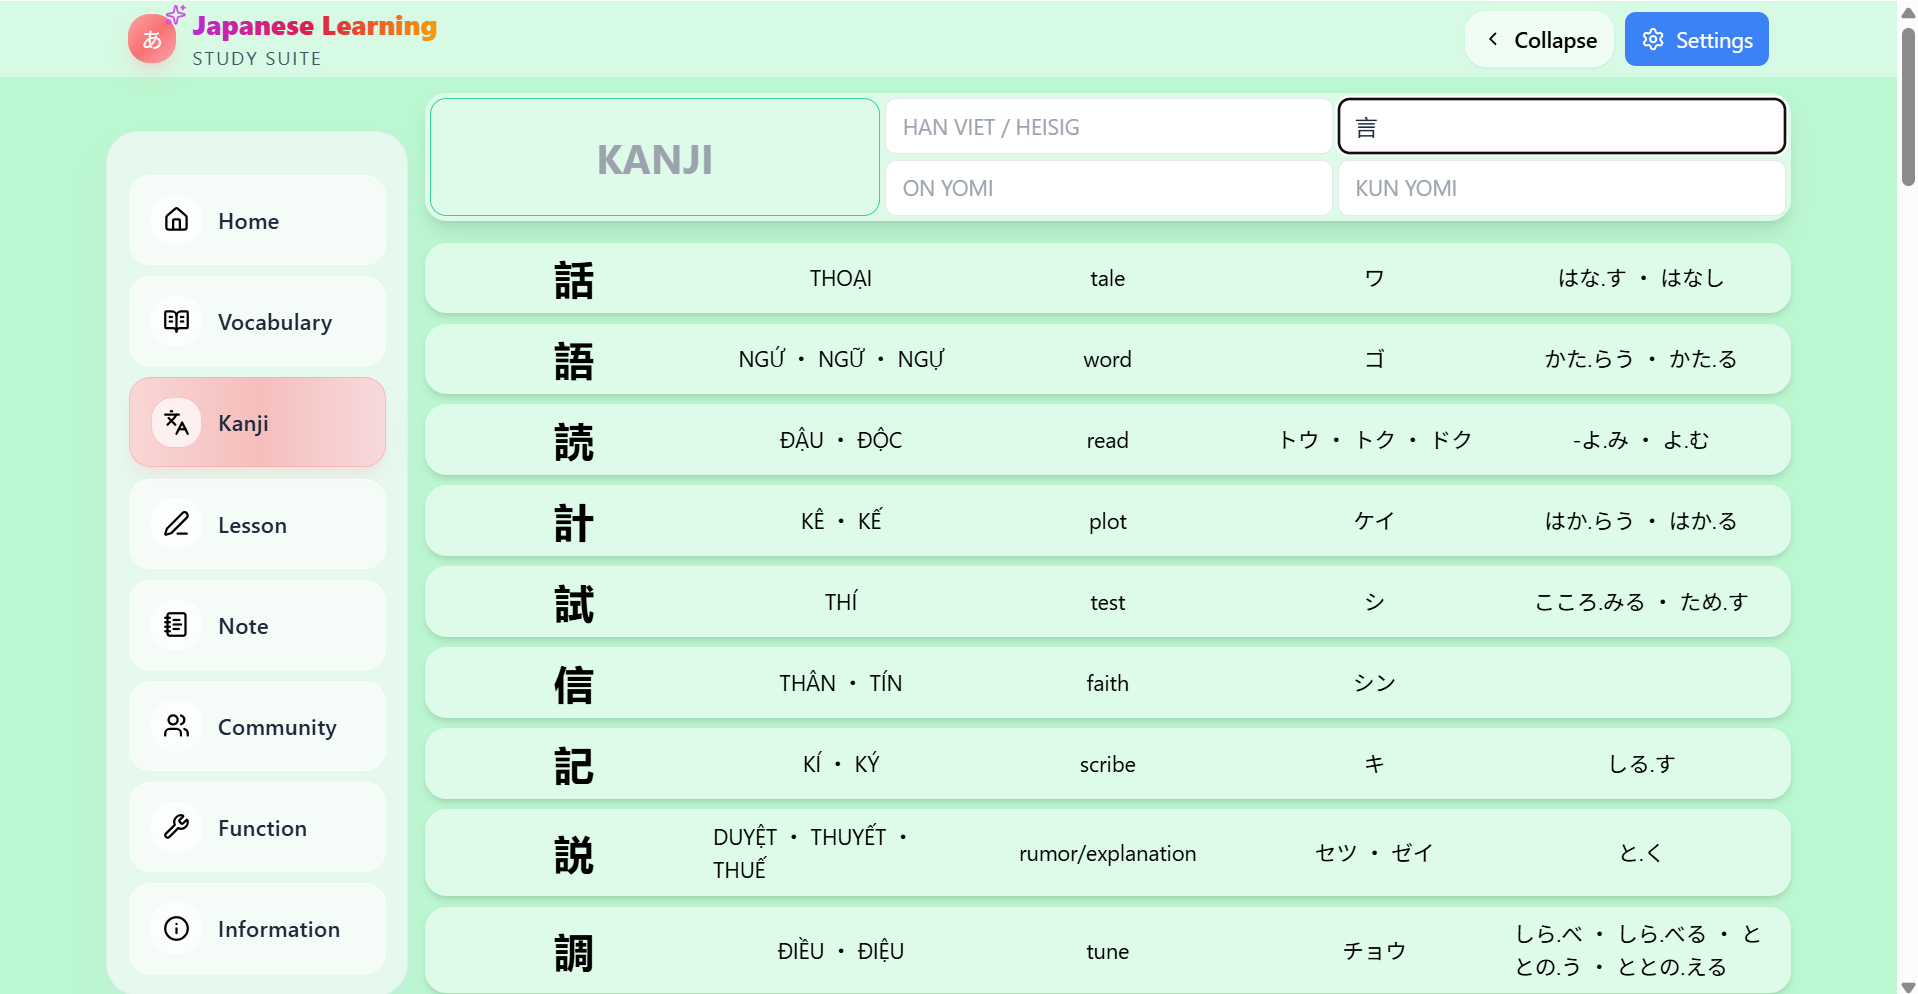 あ
Japanese Learning
STUDY SUITE
Collapse
Settings
Home
Vocabulary
Kanji
Lesson
Note
Community
Function
Information
KANJI
HAN VIET / HEISIG
言
ON YOMI
KUN YOMI
話 THOẠI tale ワ はな.す ・ はなし
語 NGỨ ・ NGỮ ・ NGỰ word ゴ かた.らう ・ かた.る
読 ĐẬU ・ ĐỘC read トウ ・ トク ・ ドク -よ.み ・ よ.む
計 KÊ ・ KẾ plot ケイ はか.らう ・ はか.る
試 THÍ test シ こころ.みる ・ ため.す
信 THÂN ・ TÍN faith シン
記 KÍ ・ KÝ scribe キ しる.す
説 DUYỆT ・ THUYẾT ・
THUẾ rumor/explanation セツ ・ ゼイ と.く
調 ĐIỀU ・ ĐIỆU tune チョウ しら.べ ・ しら.べる ・ と
との.う ・ ととの.える